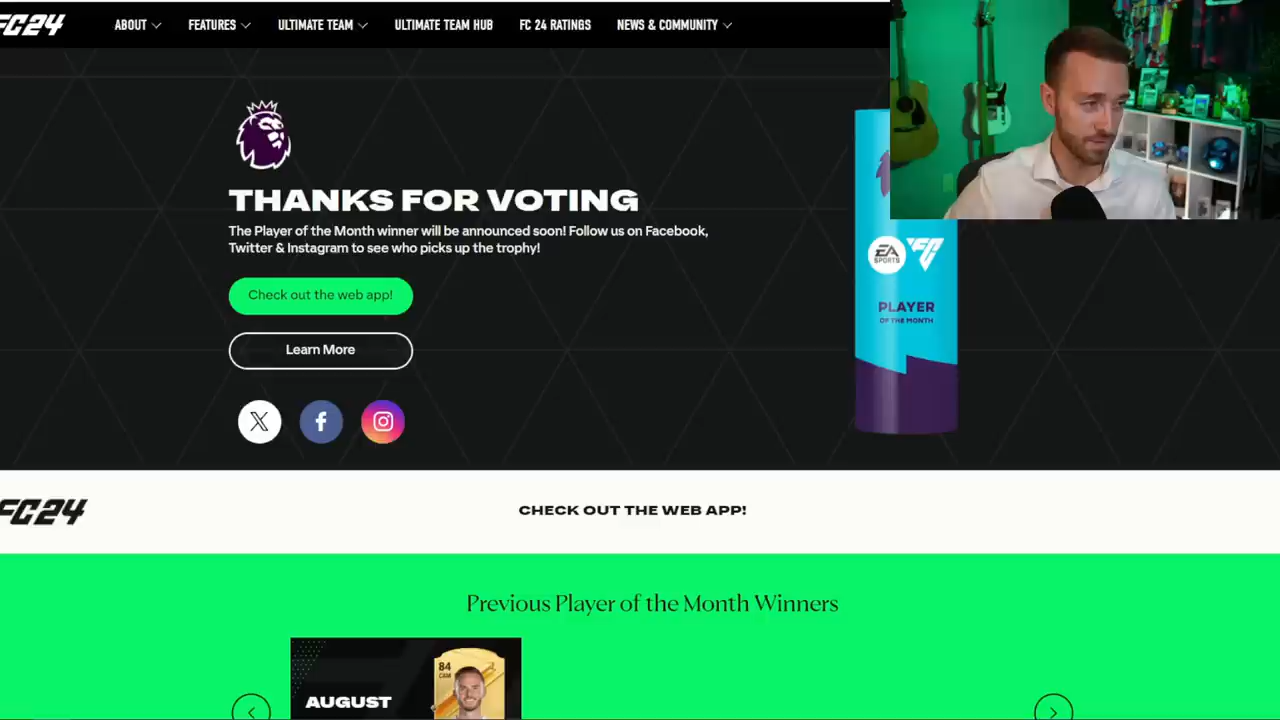 FC24
ABOUT
FEATURES
ULTIMATE TEAM
ULTIMATE TEAM HUB
FC 24 RATINGS
NEWS & COMMUNITY
THANKS FOR VOTING
The Player of the Month winner will be announced soon! Follow us on Facebook,
Twitter & Instagram to see who picks up the trophy!
Check out the web app!
Learn More
EA
SPORTS
FC
PLAYER
OF THE MONTH
FC24
CHECK OUT THE WEB APP!
Previous Player of the Month Winners
84
CAM
AUGUST